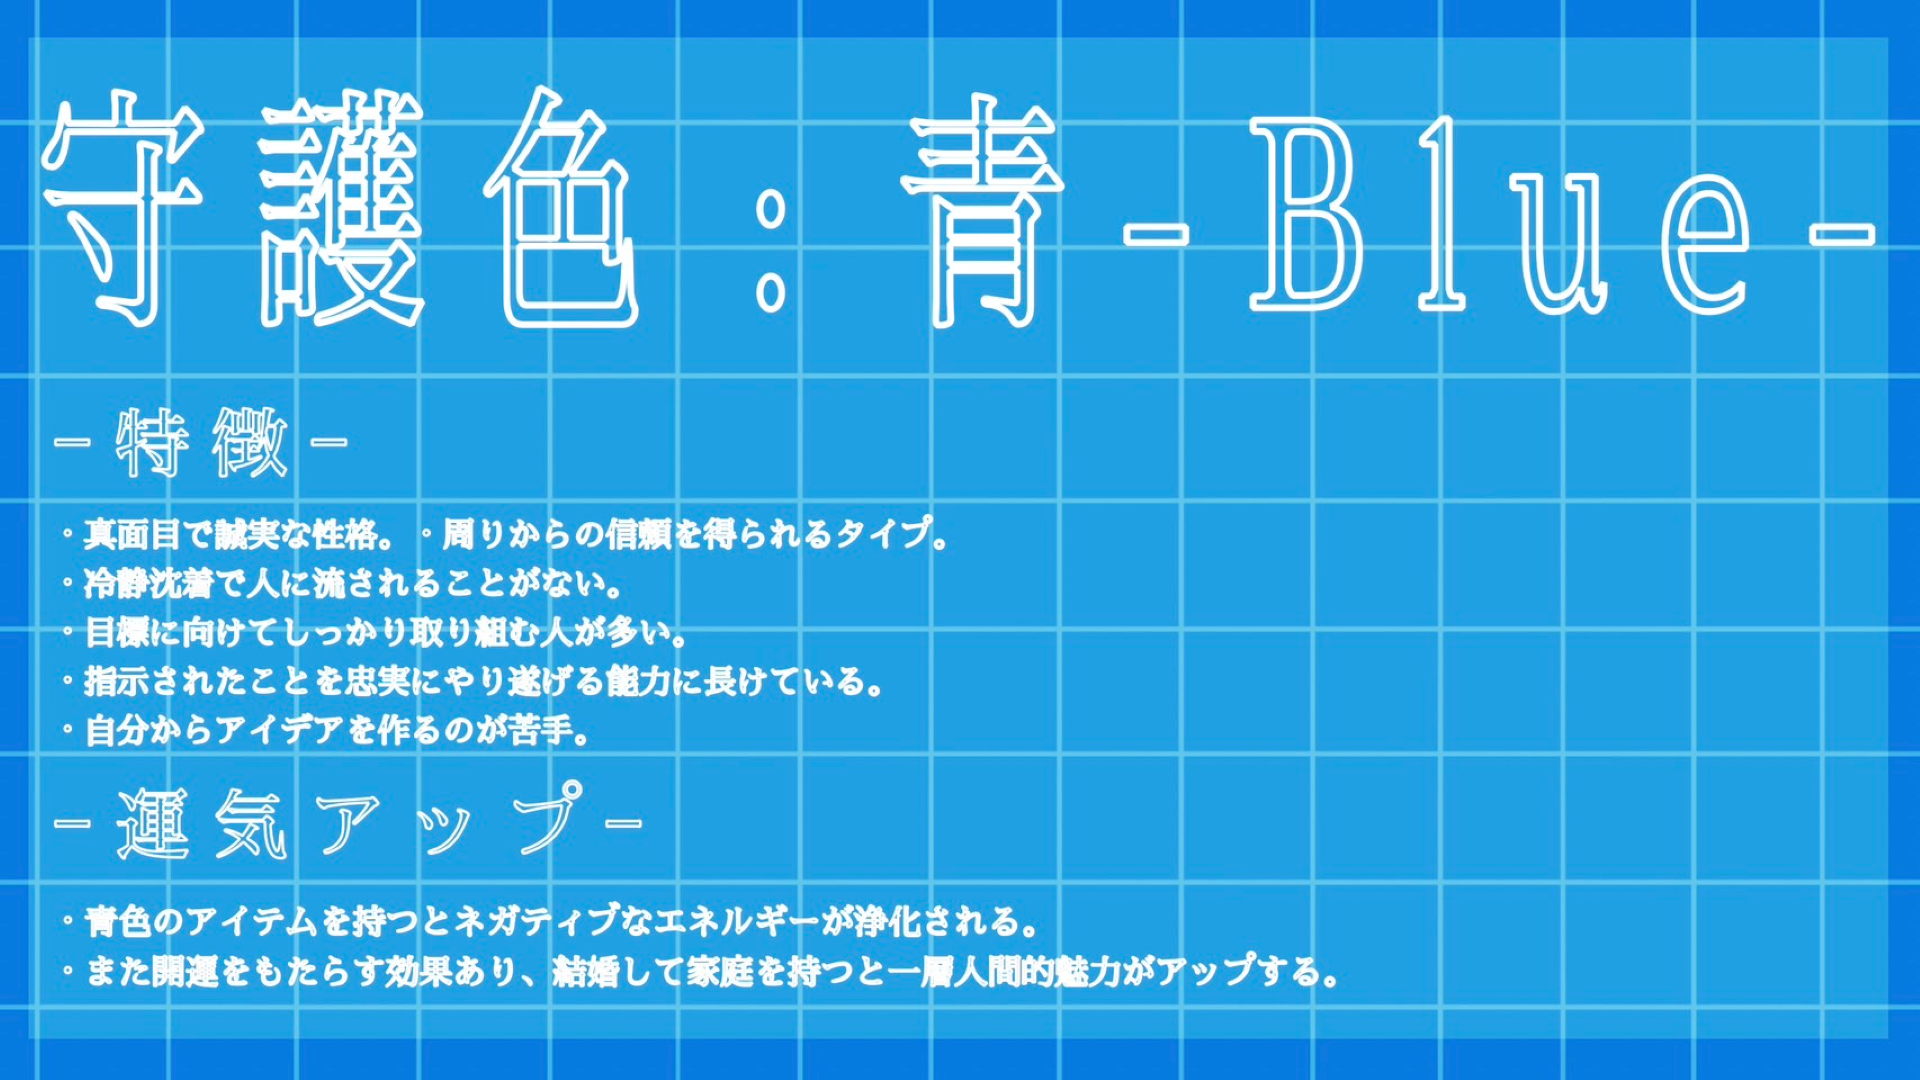 守護色：青-Blue-
-特徴-
・真面目で誠実な性格。・周りからの信頼を得られるタイプ。
・冷静沈着で人に流されることがない。
・目標に向けてしっかり取り組む人が多い。
・指示されたことを忠実にやり遂げる能力に長けている。
・自分からアイデアを作るのが苦手。
-運気アップ-
・青色のアイテムを持つとネガティブなエネルギーが浄化される。
・また開運をもたらす効果あり、結婚して家庭を持つと一層人間的魅力がアップする。